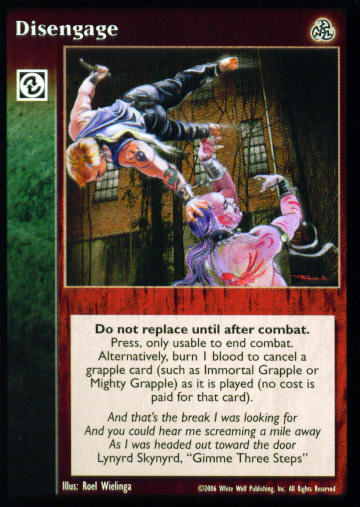 Disengage
Do not replace until after combat.
Press, only usable to end combat.
Alternatively, burn 1 blood to cancel a
grapple card (such as Immortal Grapple or
Mighty Grapple) as it is played (no cost is
paid for that card).
And that's the break I was looking for
And you could hear me screaming a mile away
As I was headed out toward the door
Lynyrd Skynyrd, "Gimme Three Steps"
Illus: Roel Wielinga
©2006 White Wolf Publishing, Inc. All Rights Reserved